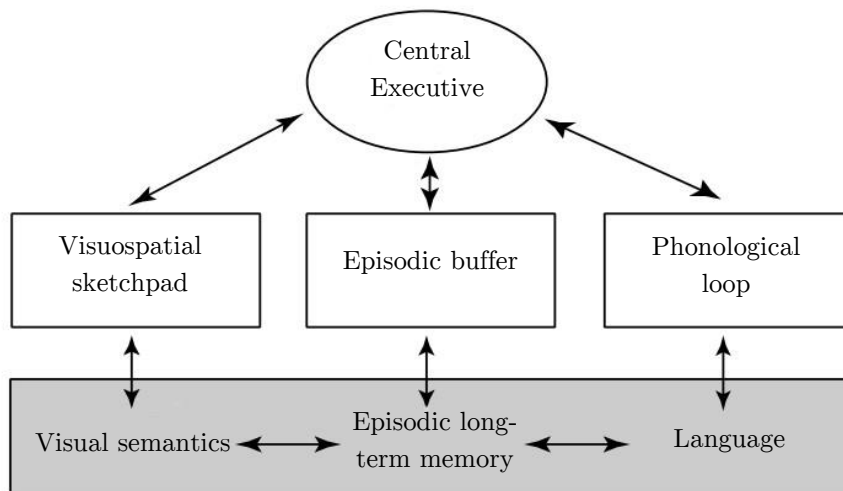 Central
Executive
Visuospatial
sketchpad
Episodic buffer
Phonological
loop
Visual semantics
Episodic long-
term memory
Language